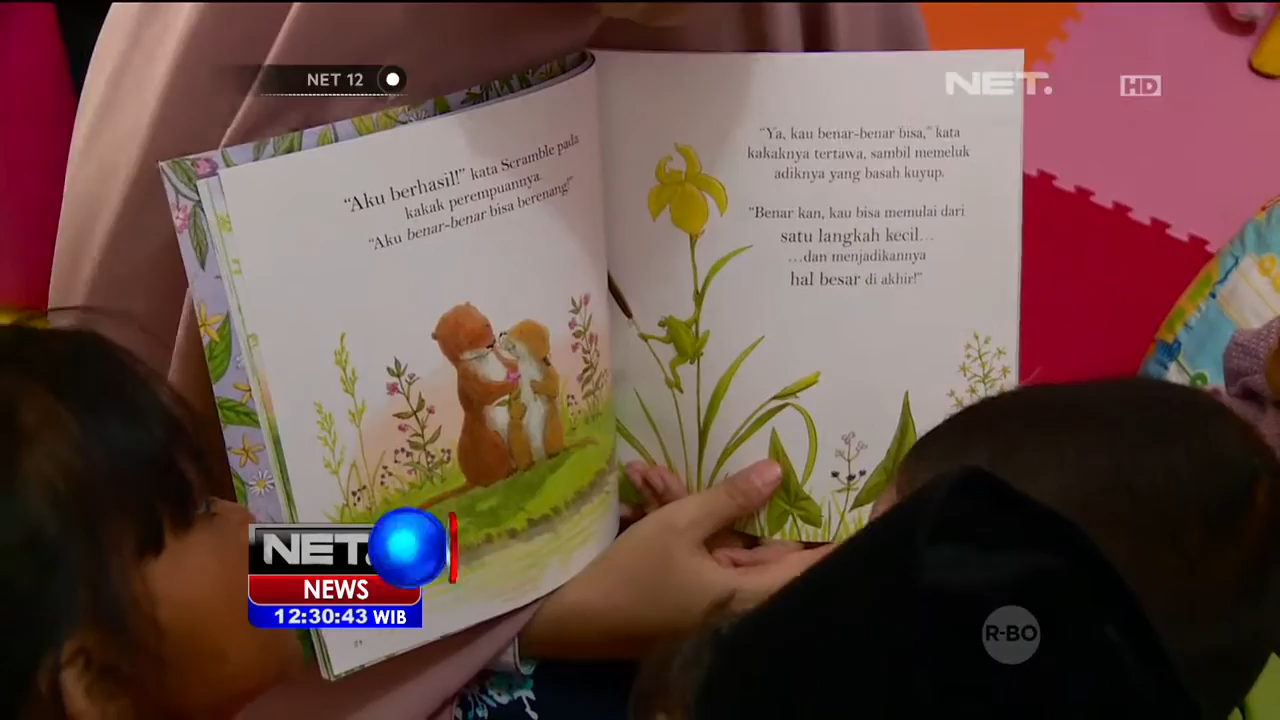 NET 12
NET.
HD
“Aku berhasil!” kata Scramble pada
kakak perempuannya.
“Aku benar-benar bisa berenang!”
“Ya, kau benar-benar bisa,” kata
kakaknya tertawa, sambil memeluk
adiknya yang basah kuyup.
“Benar kan, kau bisa memulai dari
satu langkah kecil...
...dan menjadikannya
hal besar di akhir!”
NET.
NEWS
12:30:43 WIB
R-BO